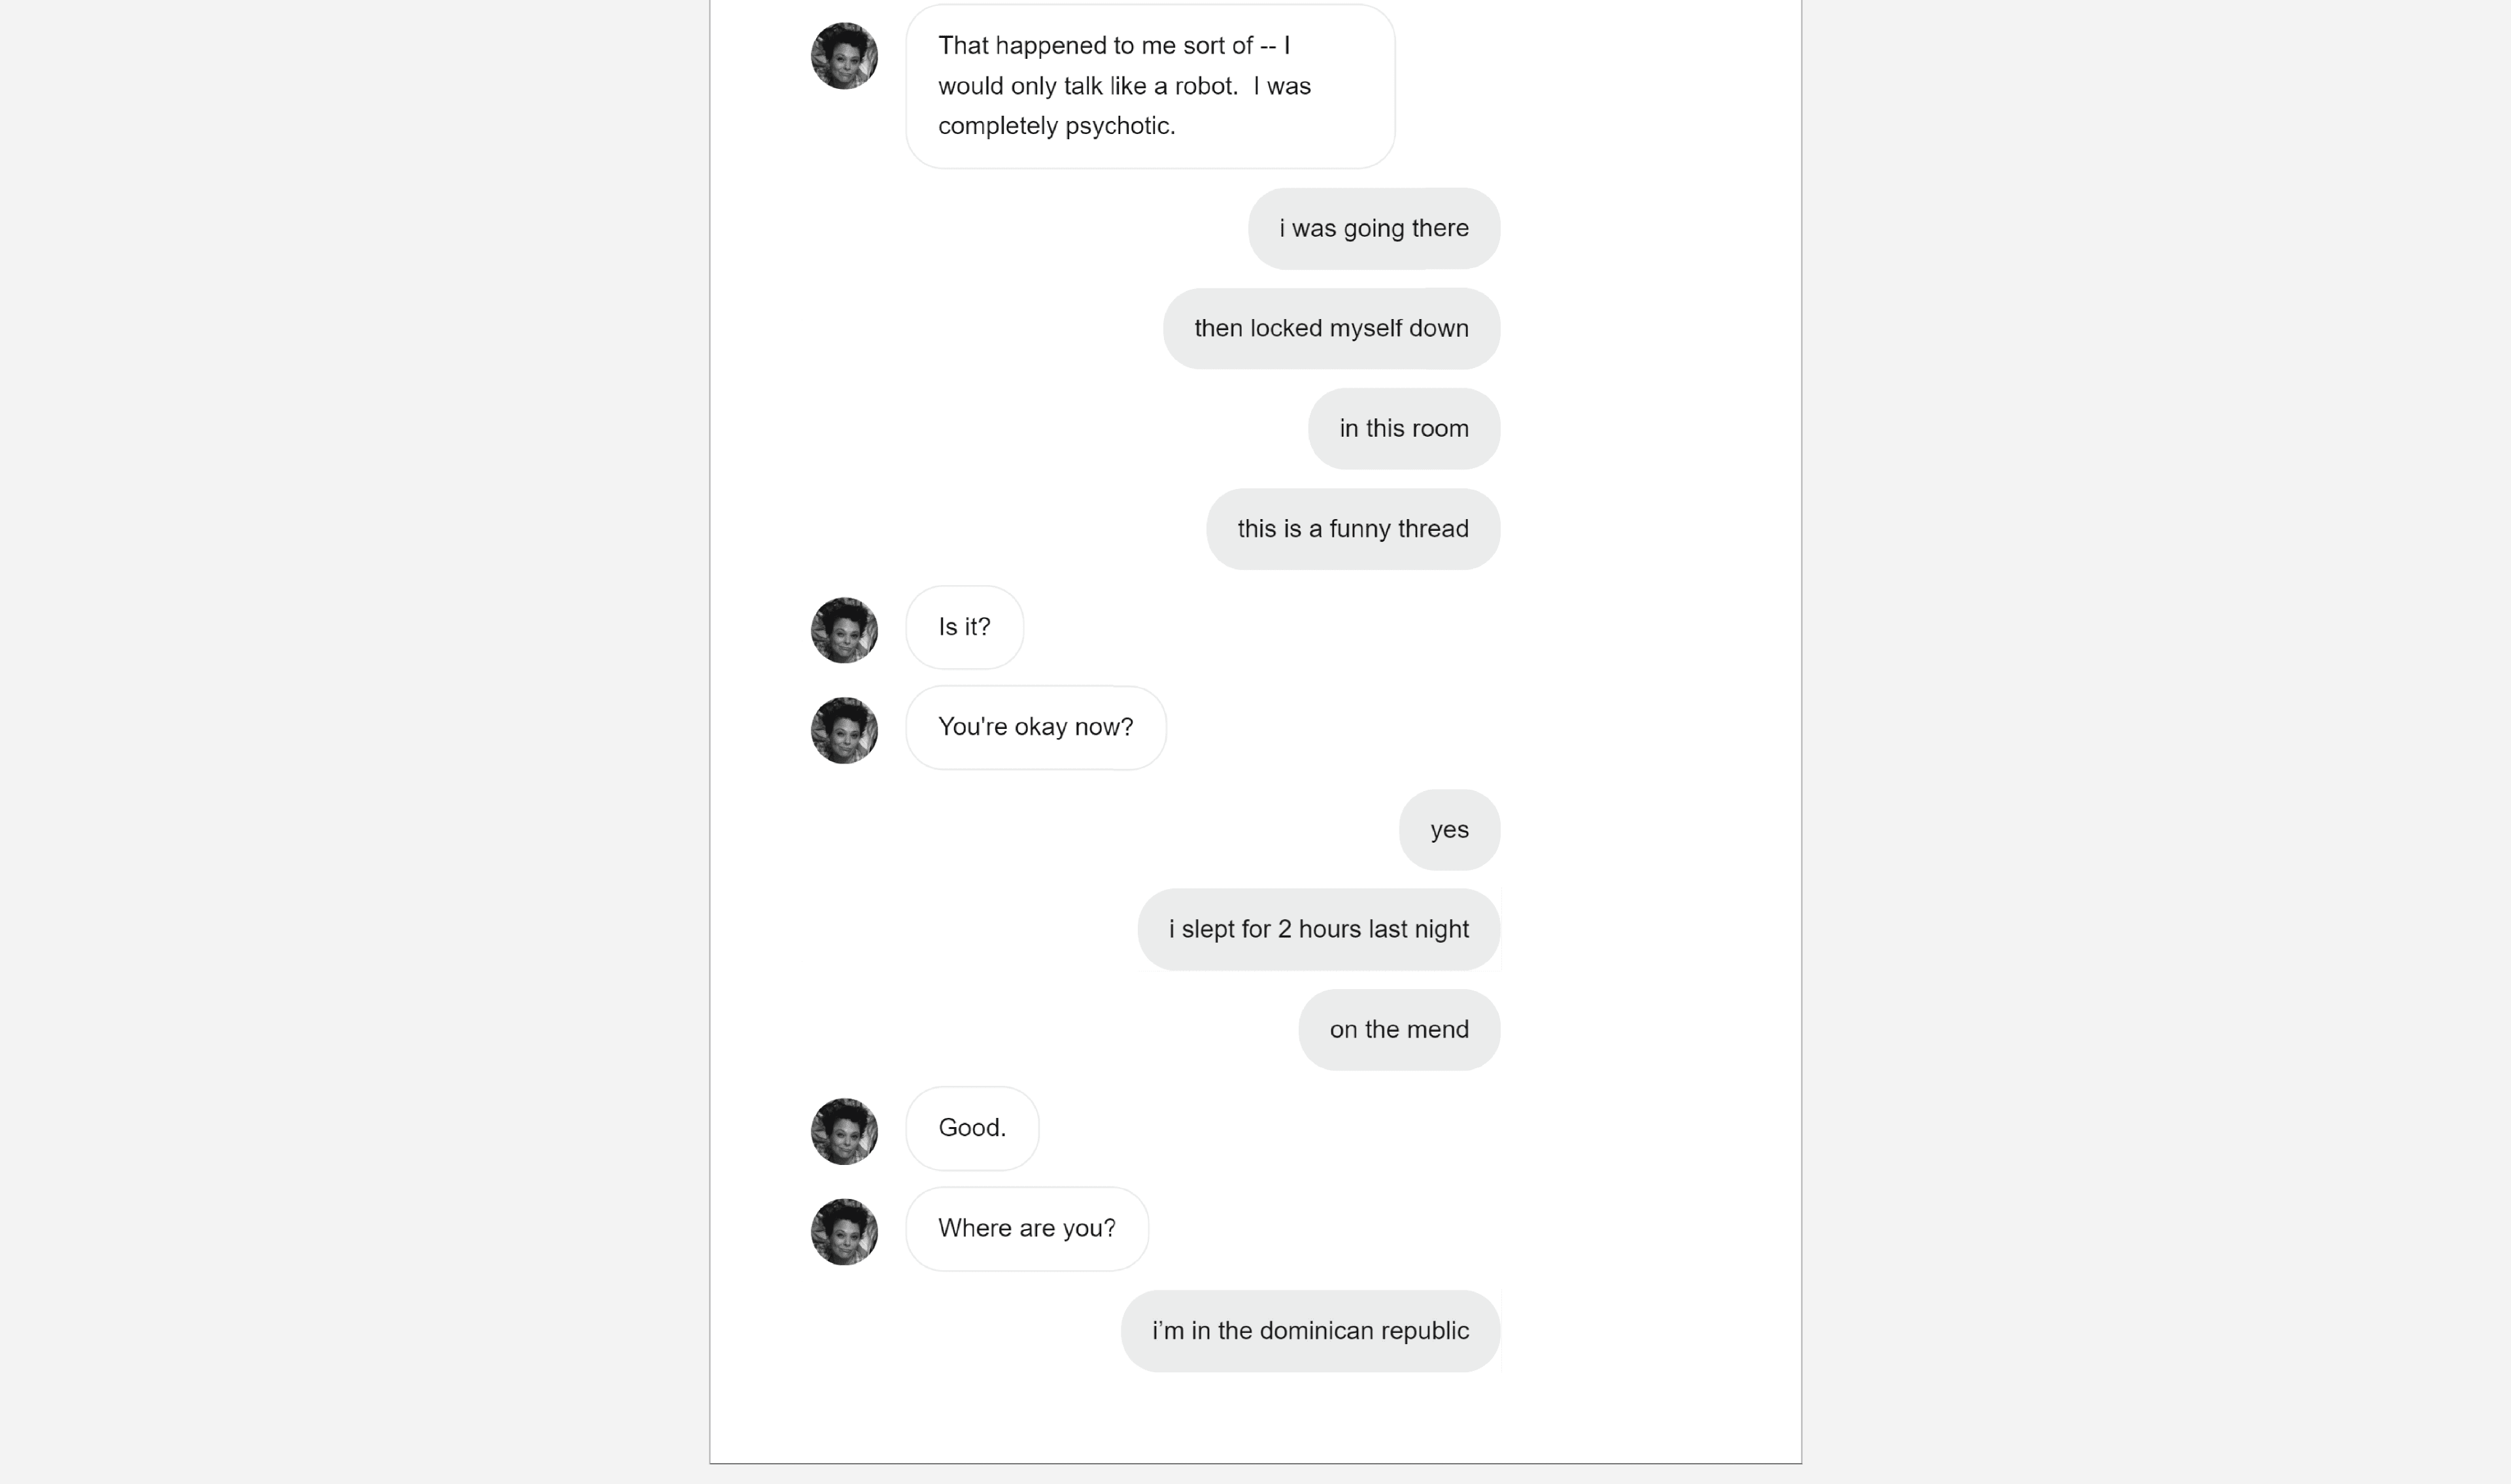 That happened to me sort of -- I
would only talk like a robot.  I was
completely psychotic.
i was going there
then locked myself down
in this room
this is a funny thread
Is it?
You're okay now?
yes
i slept for 2 hours last night
on the mend
Good.
Where are you?
i’m in the dominican republic